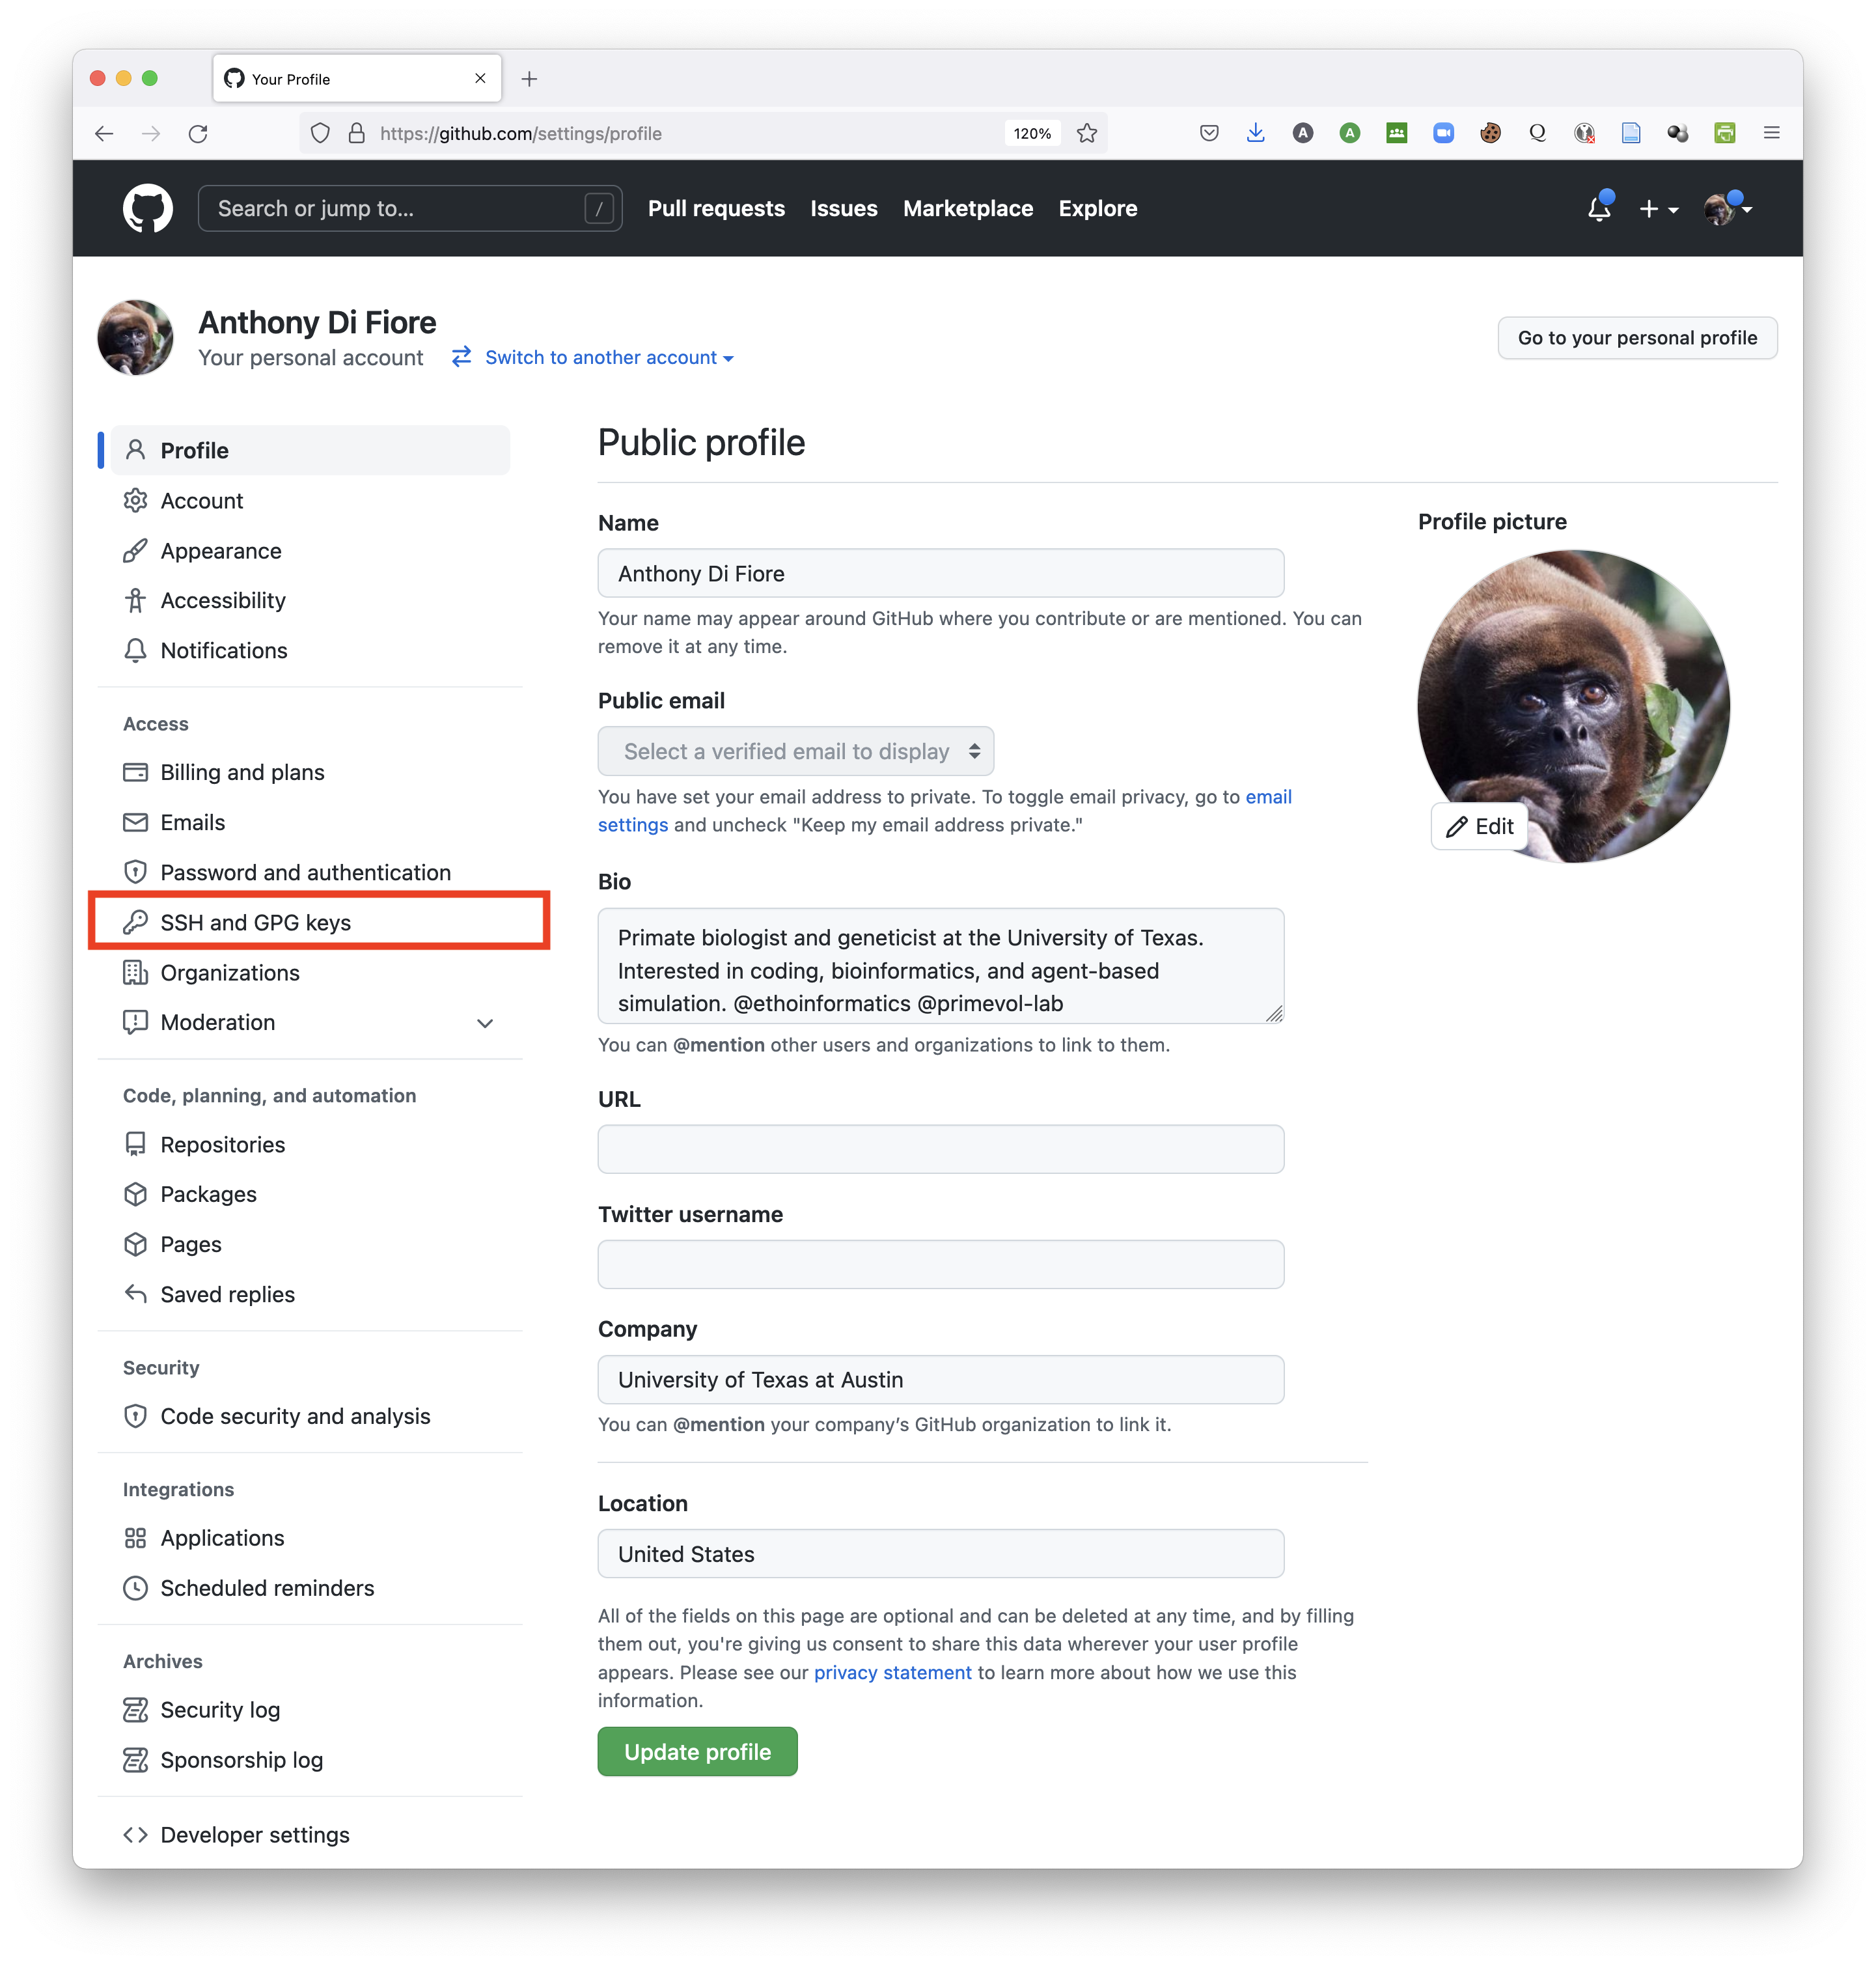 Your Profile
https://github.com/settings/profile
120%
Search or jump to...
/
Pull requests
Issues
Marketplace
Explore
Anthony Di Fiore
Your personal account
Switch to another account
Go to your personal profile
Profile
Account
Appearance
Accessibility
Notifications
Access
Billing and plans
Emails
Password and authentication
SSH and GPG keys
Organizations
Moderation
Code, planning, and automation
Repositories
Packages
Pages
Saved replies
Security
Code security and analysis
Integrations
Applications
Scheduled reminders
Archives
Security log
Sponsorship log
Developer settings
Public profile
Name
Anthony Di Fiore
Your name may appear around GitHub where you contribute or are mentioned. You can
remove it at any time.
Public email
Select a verified email to display
You have set your email address to private. To toggle email privacy, go to email
settings and uncheck "Keep my email address private."
Bio
Primate biologist and geneticist at the University of Texas.
Interested in coding, bioinformatics, and agent-based
simulation. @ethoinformatics @primevol-lab
You can @mention other users and organizations to link to them.
URL
Twitter username
Company
University of Texas at Austin
You can @mention your company’s GitHub organization to link it.
Location
United States
All of the fields on this page are optional and can be deleted at any time, and by filling
them out, you're giving us consent to share this data wherever your user profile
appears. Please see our privacy statement to learn more about how we use this
information.
Update profile
Profile picture
Edit